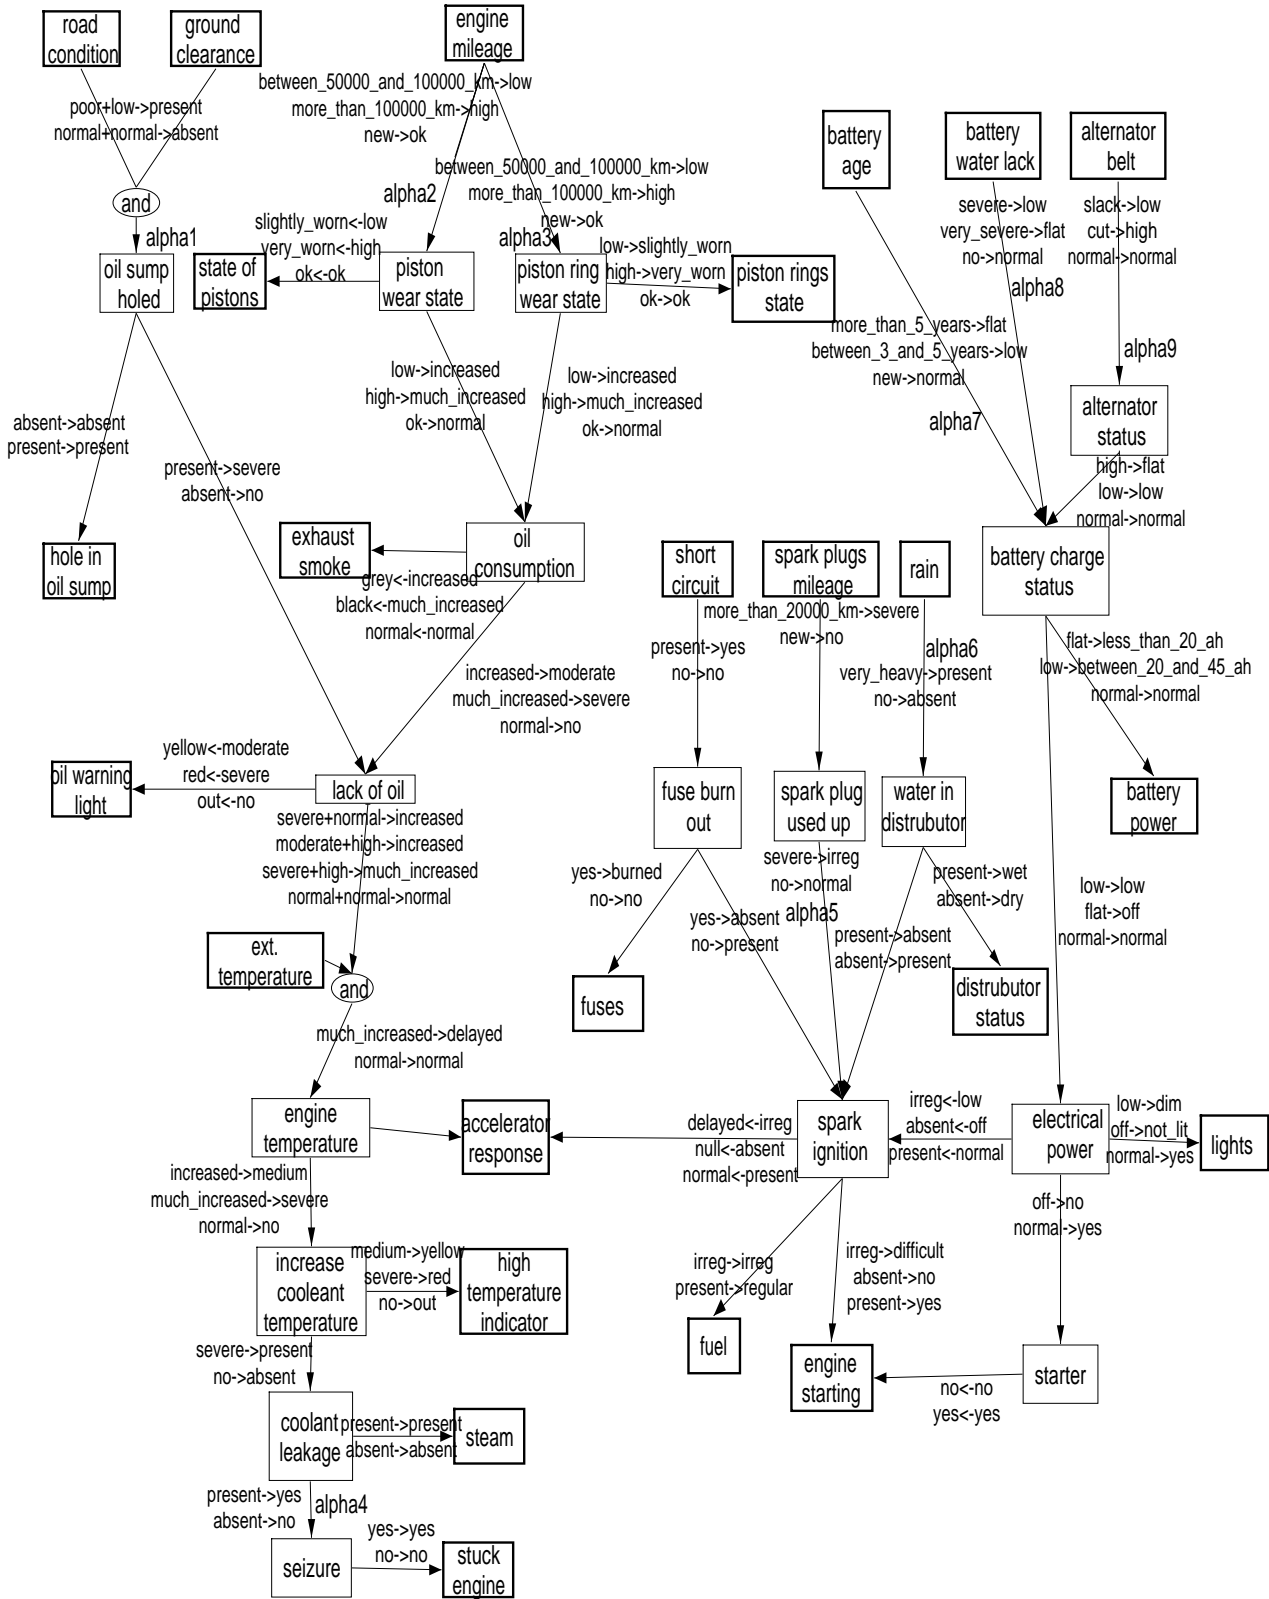 road
condition
ground
clearance
engine
mileage
poor+low->present
normal+normal->absent
between_50000_and_100000_km->low
more_than_100000_km->high
new->ok
between_50000_and_100000_km->low
more_than_100000_km->high
new->ok
battery
age
battery
water lack
alternator
belt
and
alpha1
alpha2
alpha3
slightly_worn<-low
very_worn<-high
ok<-ok
low->slightly_worn
high->very_worn
ok->ok
severe->low
very_severe->flat
no->normal
alpha8
slack->low
cut->high
normal->normal
oil sump
holed
state of
pistons
piston
wear state
piston ring
wear state
piston rings
state
more_than_5_years->flat
between_3_and_5_years->low
new->normal
alpha7
alpha9
alternator
status
absent->absent
present->present
present->severe
absent->no
low->increased
high->much_increased
ok->normal
low->increased
high->much_increased
ok->normal
high->flat
low->low
normal->normal
hole in
oil sump
exhaust
smoke
oil
consumption
grey<-increased
black<-much_increased
normal<-normal
short
circuit
spark plugs
mileage
rain
battery charge
status
more_than_20000_km->severe
new->no
present->yes
no->no
alpha6
very_heavy->present
no->absent
flat->less_than_20_ah
low->between_20_and_45_ah
normal->normal
increased->moderate
much_increased->severe
normal->no
yellow<-moderate
red<-severe
out<-no
oil warning
light
lack of oil
fuse burn
out
spark plug
used up
water in
distrubutor
battery
power
severe+normal->increased
moderate+high->increased
severe+high->much_increased
normal+normal->normal
yes->burned
no->no
severe->irreg
no->normal
alpha5
present->wet
absent->dry
yes->absent
no->present
present->absent
absent->present
low->low
flat->off
normal->normal
ext.
temperature
and
fuses
distrubutor
status
much_increased->delayed
normal->normal
engine
temperature
accelerator
response
delayed<-irreg
null<-absent
normal<-present
spark
ignition
irreg<-low
absent<-off
present<-normal
electrical
power
low->dim
off->not_lit
normal->yes
lights
increased->medium
much_increased->severe
normal->no
off->no
normal->yes
increase
cooleant
temperature
medium->yellow
severe->red
no->out
high
temperature
indicator
irreg->irreg
present->regular
irreg->difficult
absent->no
present->yes
severe->present
no->absent
fuel
engine
starting
no<-no
yes<-yes
starter
coolant
leakage
present->present
absent->absent
steam
present->yes
absent->no
alpha4
seizure
yes->yes
no->no
stuck
engine